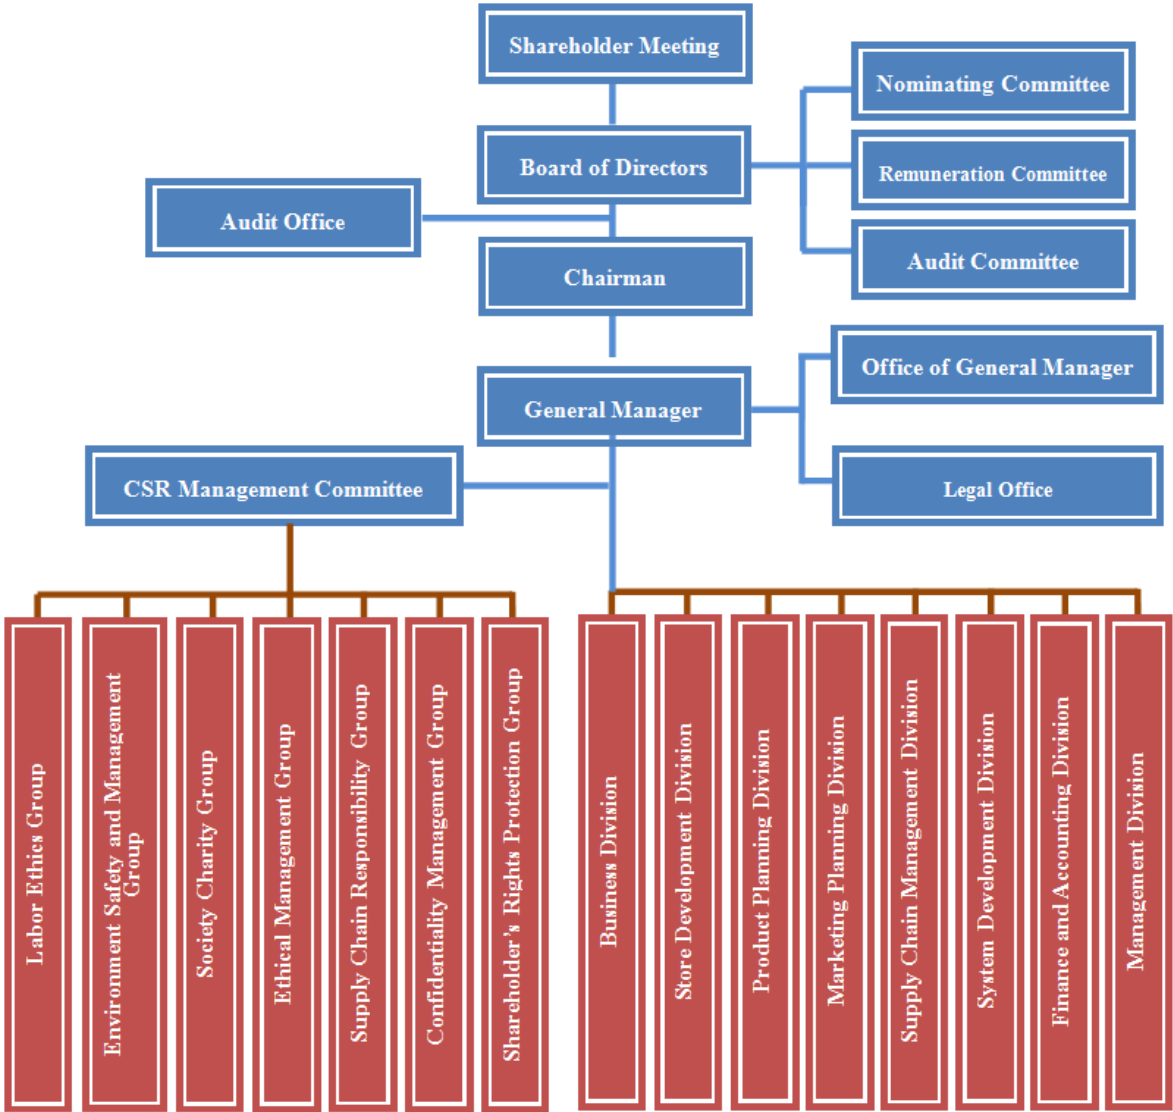 Shareholder Meeting
Nominating Committee
Board of Directors
Remuneration Committee
Audit Office
Audit Committee
Chairman
Office of General Manager
General Manager
CSR Management Committee
Legal Office
Labor Ethics Group
Environment Safety and Management
Group
Society Charity Group
Ethical Management Group
Supply Chain Responsibility Group
Confidentiality Management Group
Shareholder’s Rights Protection Group
Business Division
Store Development Division
Product Planning Division
Marketing Planning Division
Supply Chain Management Division
System Development Division
Finance and Accounting Division
Management Division